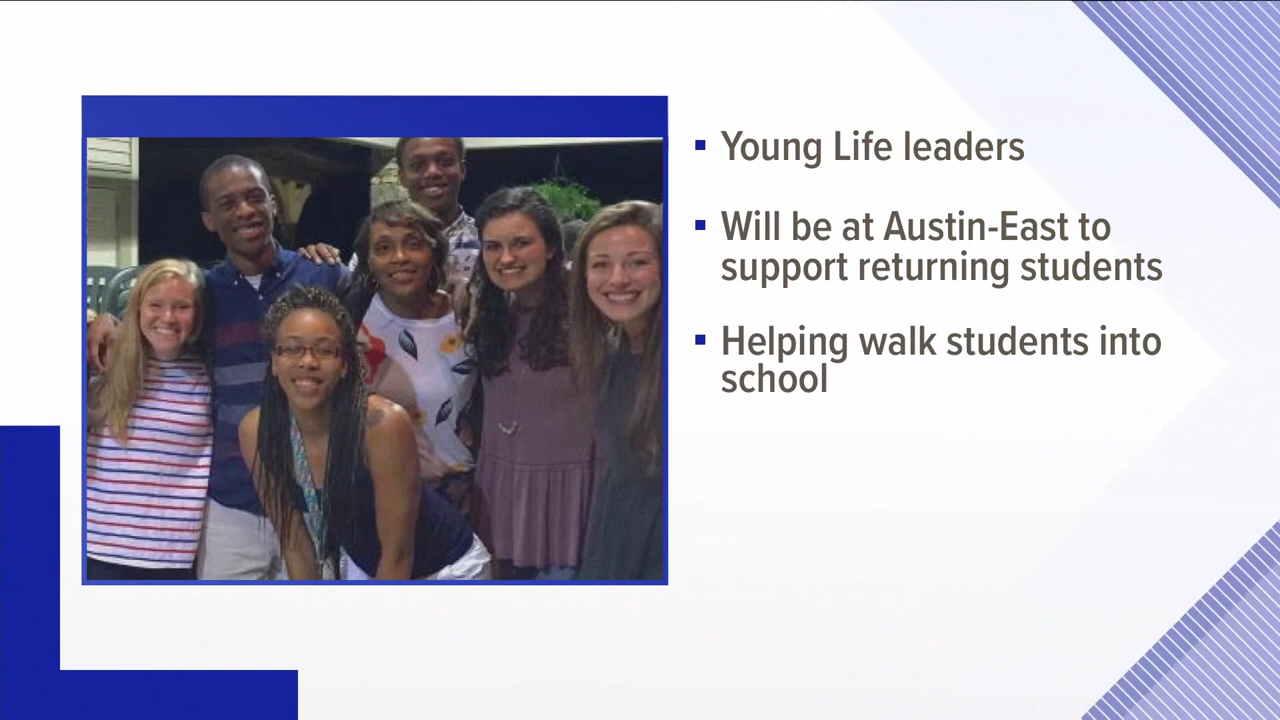 Young Life leaders
Will be at Austin-East to
support returning students
Helping walk students into
school